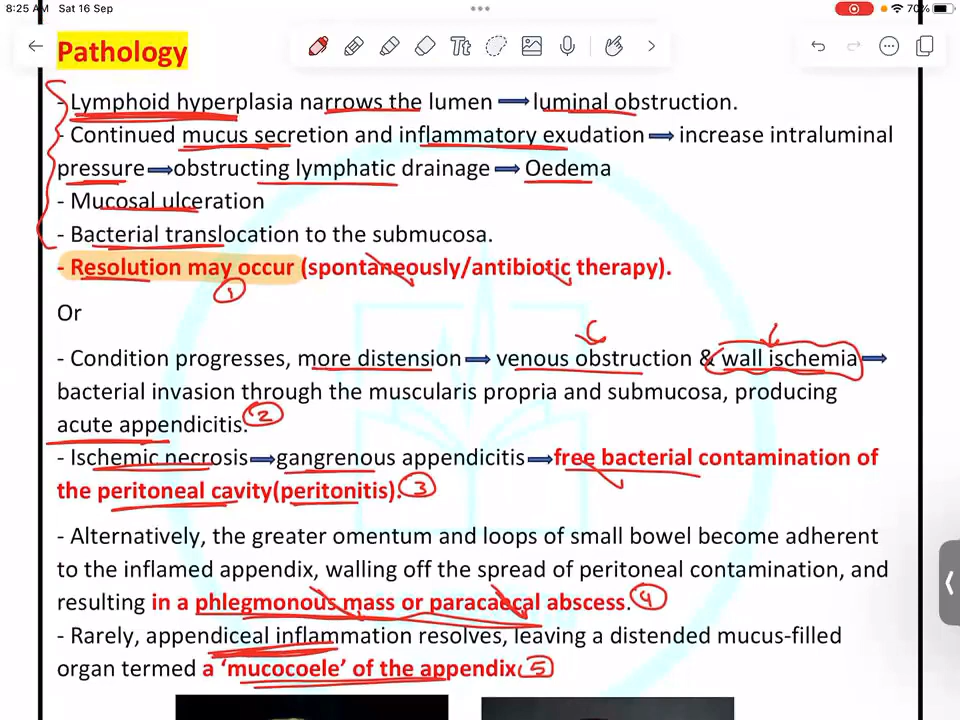 8:25 AM Sat 16 Sep 70%
Tt
Pathology
- Lymphoid hyperplasia narrows the lumen → luminal obstruction.
- Continued mucus secretion and inflammatory exudation → increase intraluminal
pressure → obstructing lymphatic drainage → Oedema
- Mucosal ulceration
- Bacterial translocation to the submucosa.
- Resolution may occur (spontaneously/antibiotic therapy).
1
Or
- Condition progresses, more distension → venous obstruction & wall ischemia →
bacterial invasion through the muscularis propria and submucosa, producing
acute appendicitis. 2
- Ischemic necrosis → gangrenous appendicitis → free bacterial contamination of
the peritoneal cavity(peritonitis). 3
- Alternatively, the greater omentum and loops of small bowel become adherent
to the inflamed appendix, walling off the spread of peritoneal contamination, and
resulting in a phlegmonous mass or paracaecal abscess. 4
- Rarely, appendiceal inflammation resolves, leaving a distended mucus-filled
organ termed a ‘mucocoele’ of the appendix 5